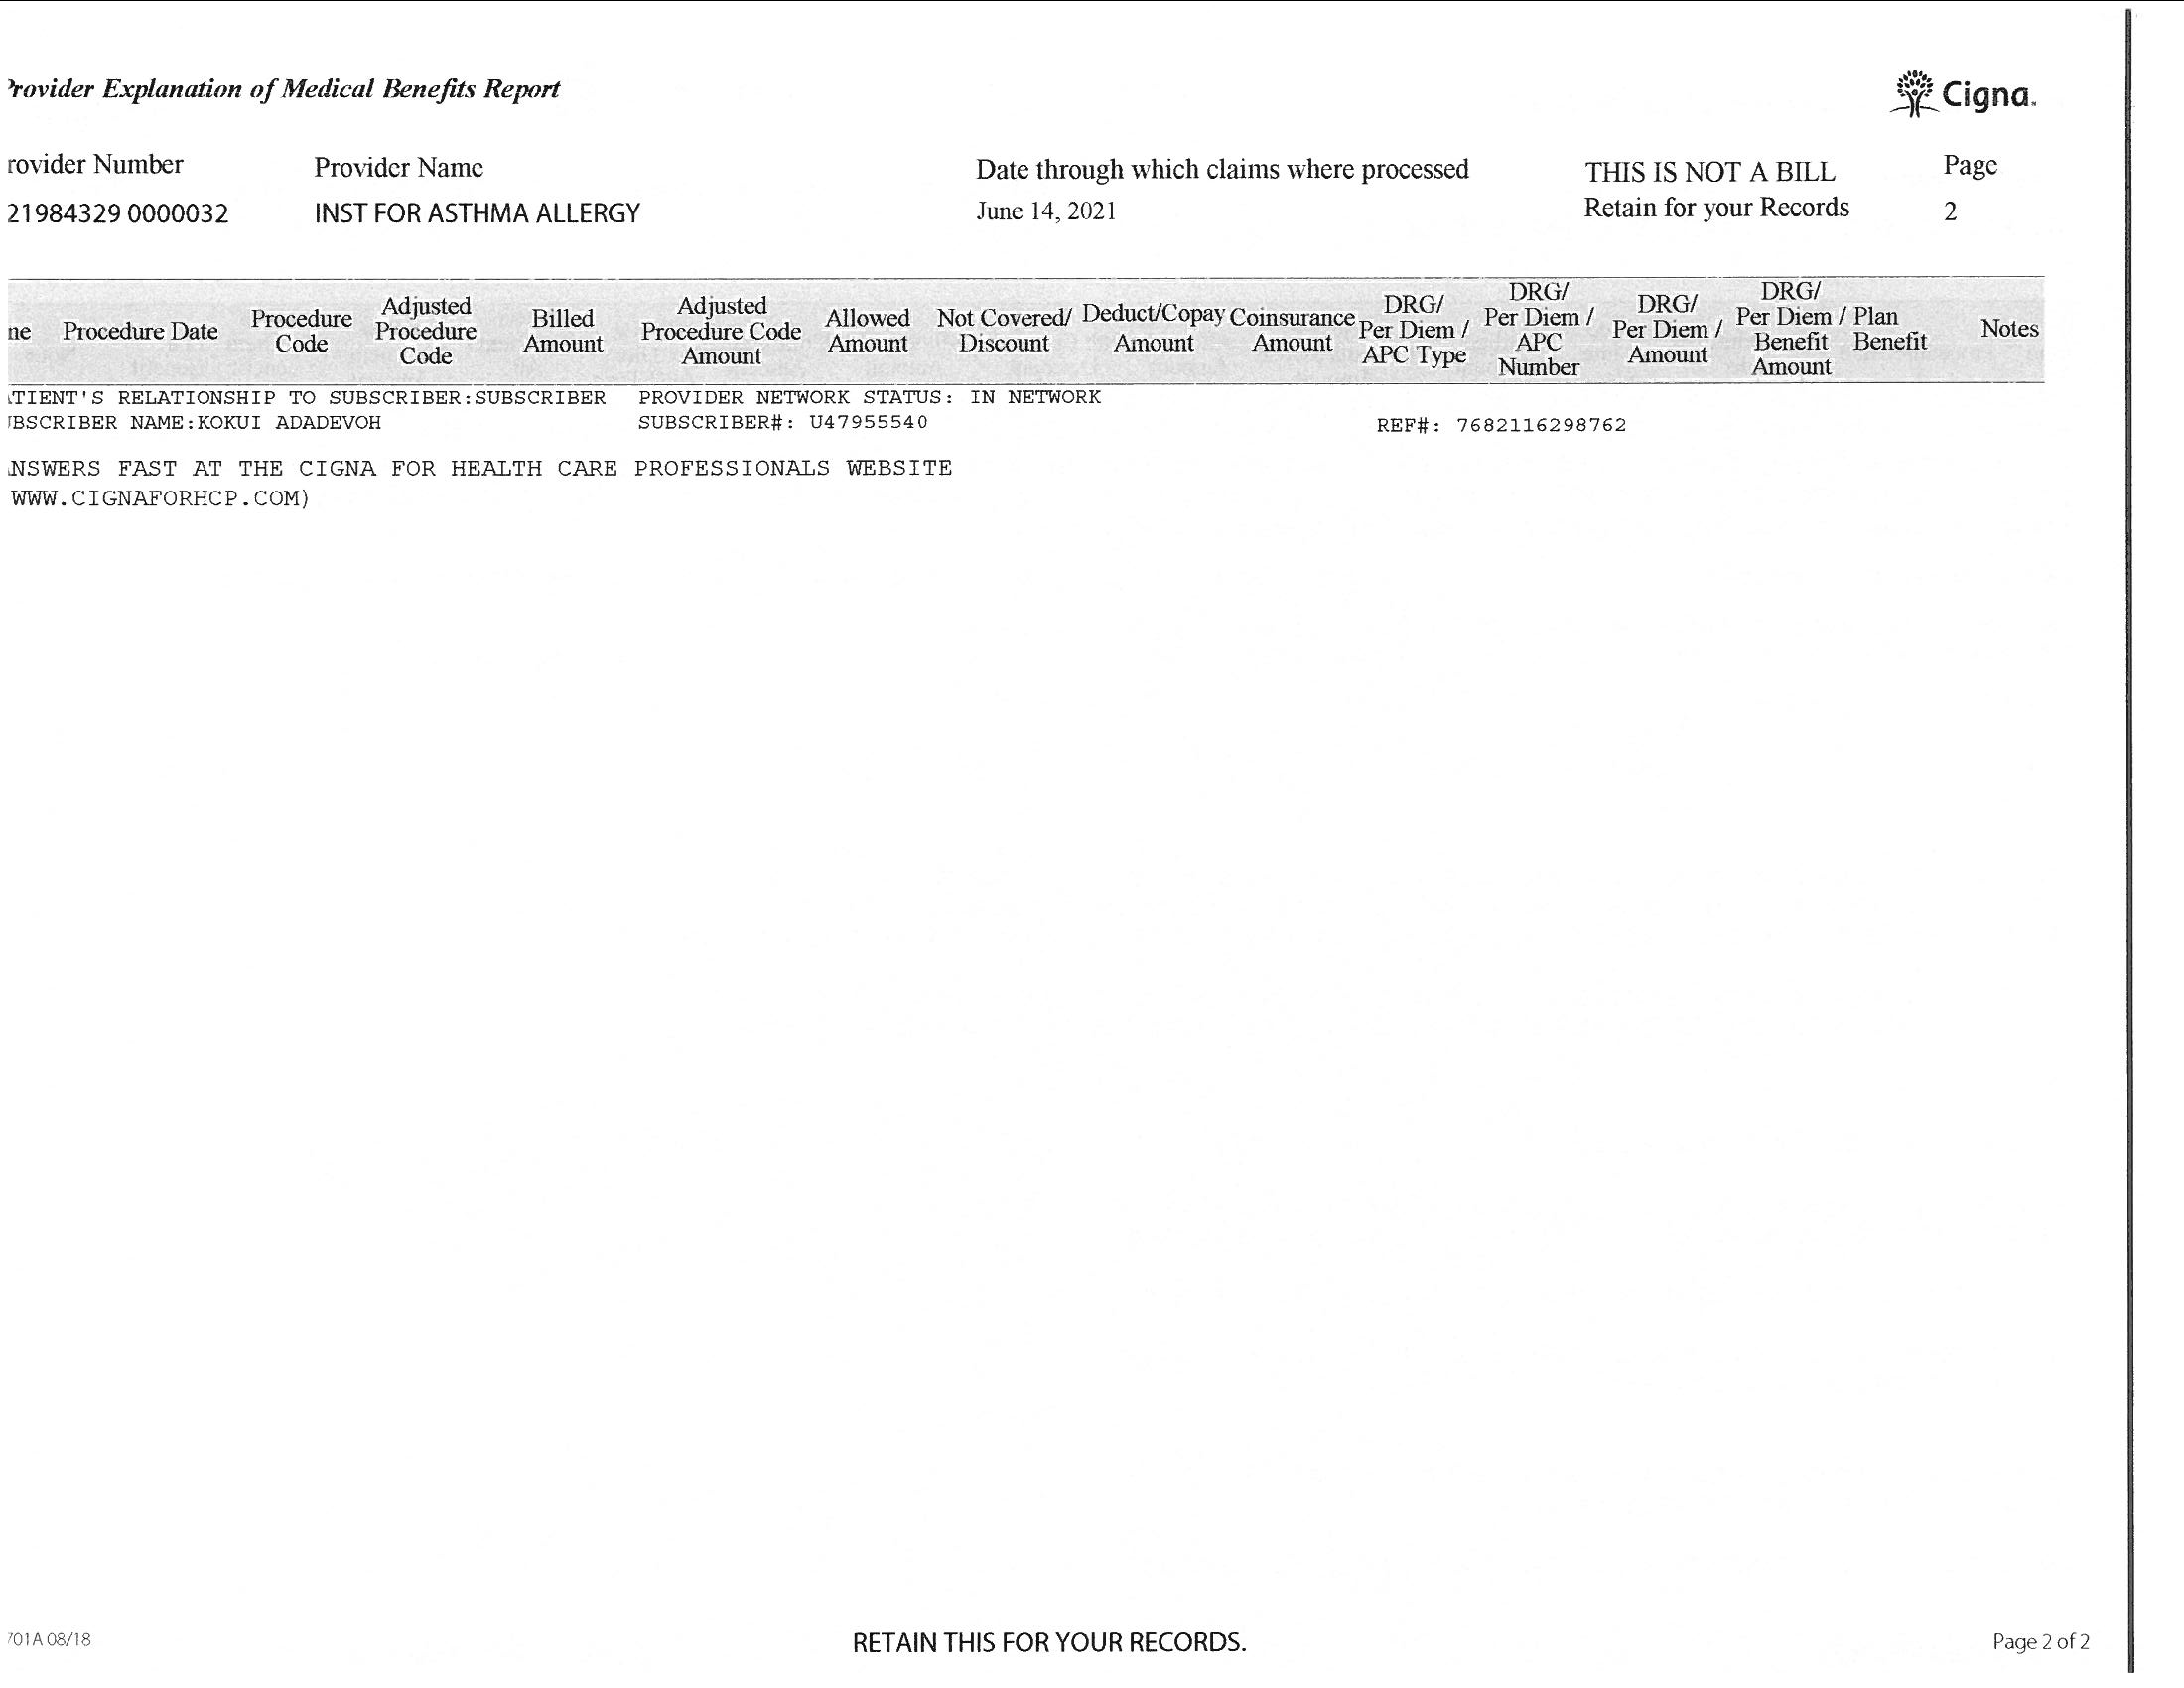 Provider Explanation of Medical Benefits Report
Cigna.
rovider Number
Provider Name
Date through which claims where processed
THIS IS NOT A BILL
Page
21984329 0000032
INST FOR ASTHMA ALLERGY
June 14, 2021
Retain for your Records
2
ne
Procedure Date
Procedure Code
Adjusted Procedure Code
Billed Amount
Adjusted Procedure Code Amount
Allowed Amount
Not Covered/ Discount
Deduct/Copay Amount
Coinsurance Amount
DRG/ Per Diem / APC Type
DRG/ Per Diem / APC Number
DRG/ Per Diem / Amount
DRG/ Per Diem / Benefit Amount
Plan Benefit
Notes
TIENT'S RELATIONSHIP TO SUBSCRIBER:SUBSCRIBER PROVIDER NETWORK STATUS: IN NETWORK
BSCRIBER NAME:KOKUI ADADEVOH SUBSCRIBER#: U47955540 REF#: 7682116298762
NSWERS FAST AT THE CIGNA FOR HEALTH CARE PROFESSIONALS WEBSITE
WWW.CIGNAFORHCP.COM)
701A 08/18
RETAIN THIS FOR YOUR RECORDS.
Page 2 of 2